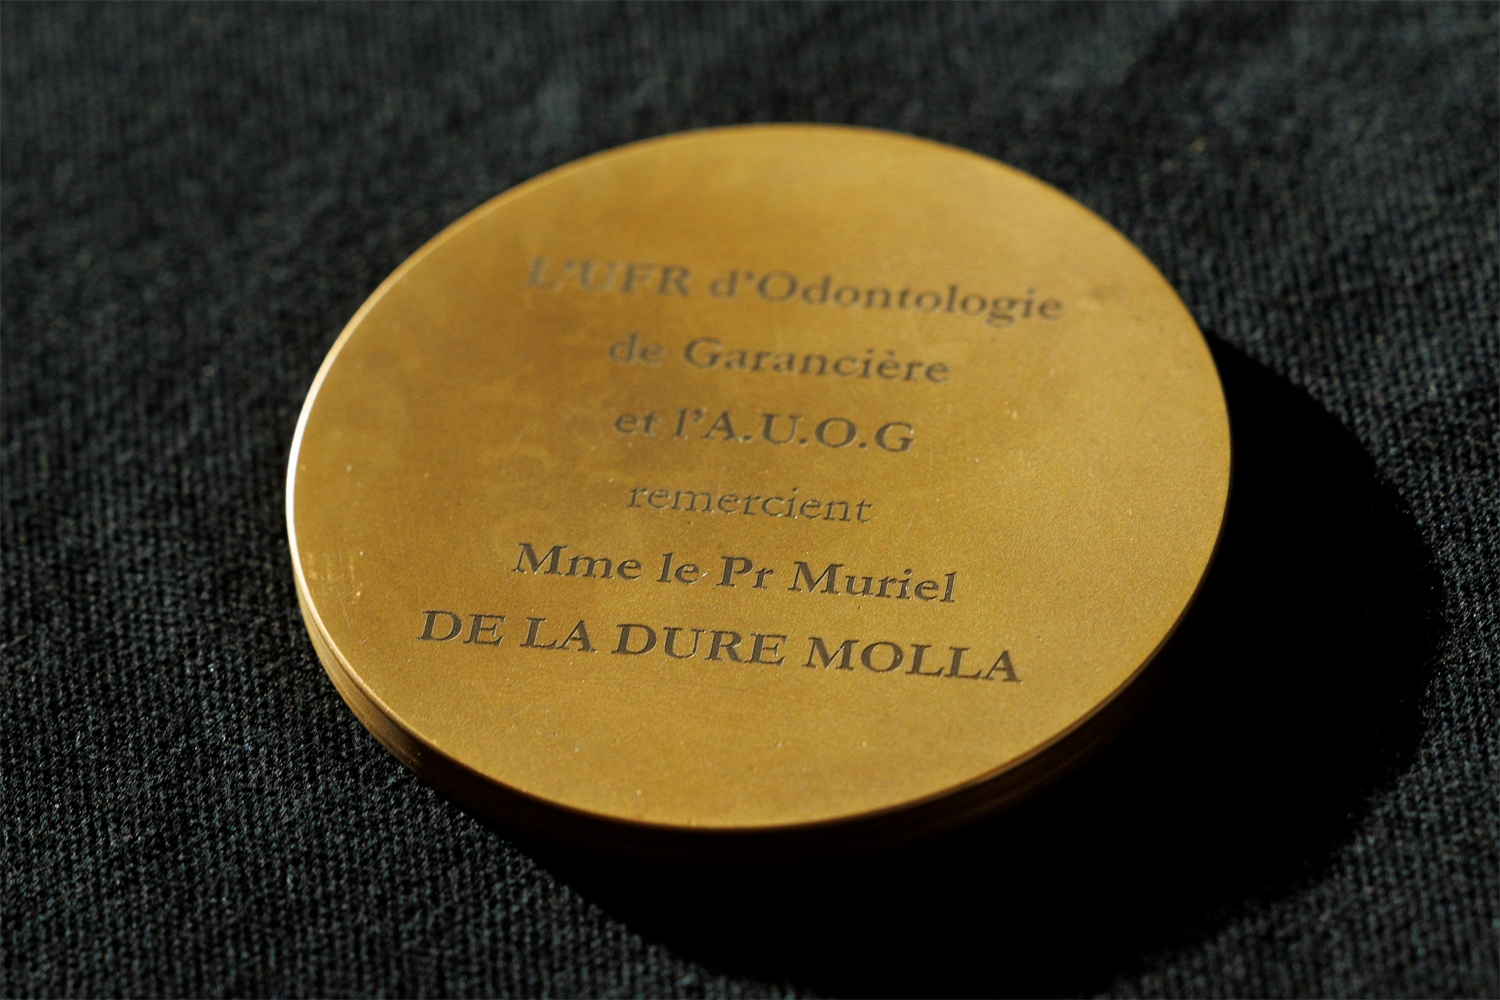 L'UFR d'Odontologie
de Garancière
et l'A.U.O.G
remercient
Mme le Pr Muriel
DE LA DURE MOLLA